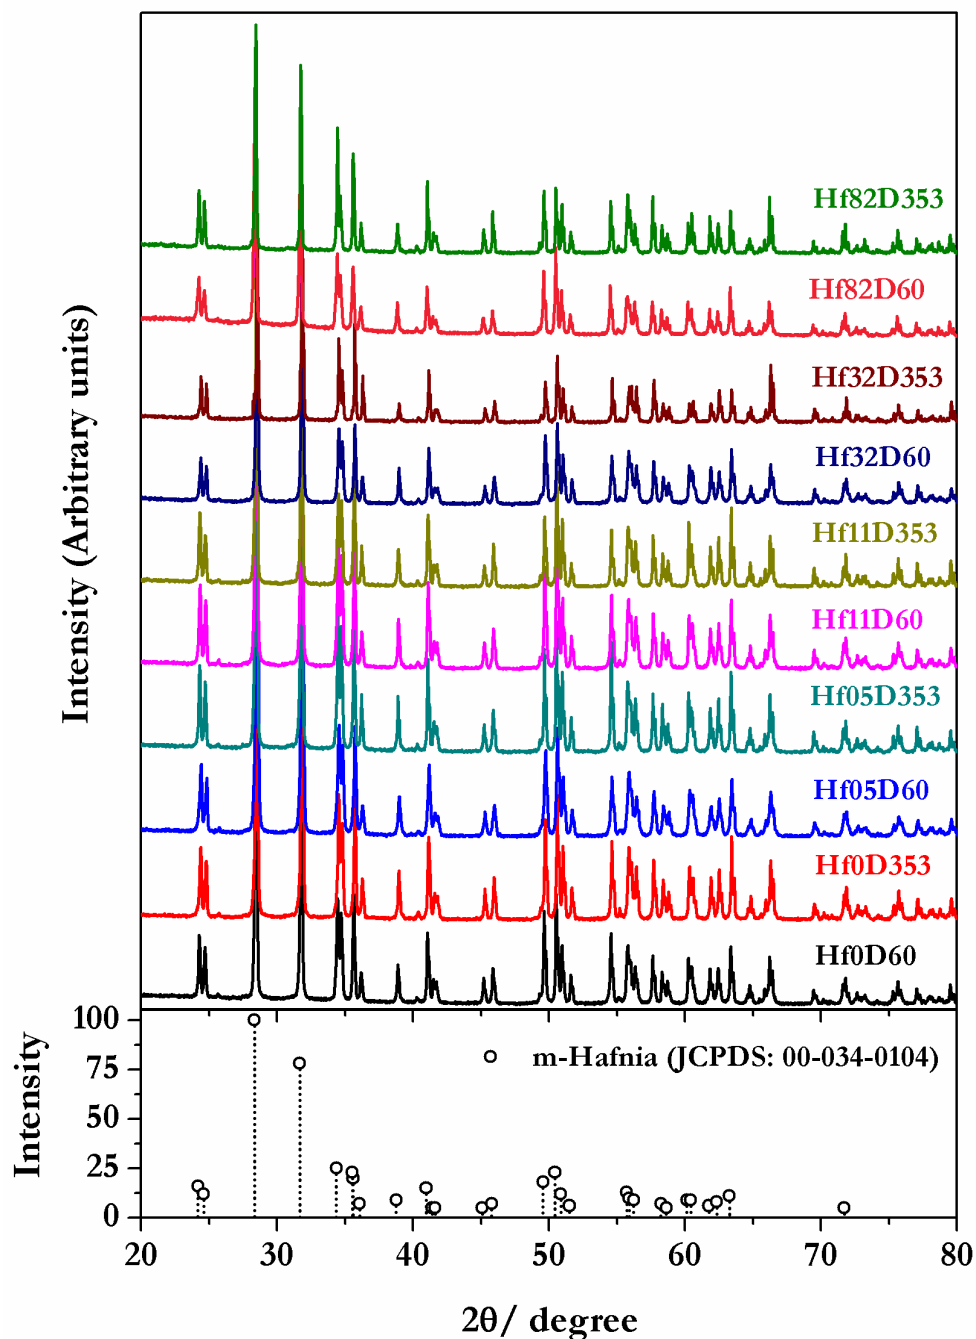 Hf82D353
Hf82D60
Hf32D353
Hf32D60
Hf11D353
Hf11D60
Hf05D353
Hf05D60
Hf0D353
Hf0D60
Intensity (Arbitrary units)
100
75
50
25
0
Intensity
m-Hafnia (JCPDS: 00-034-0104)
20 30 40 50 60 70 80
2θ/ degree